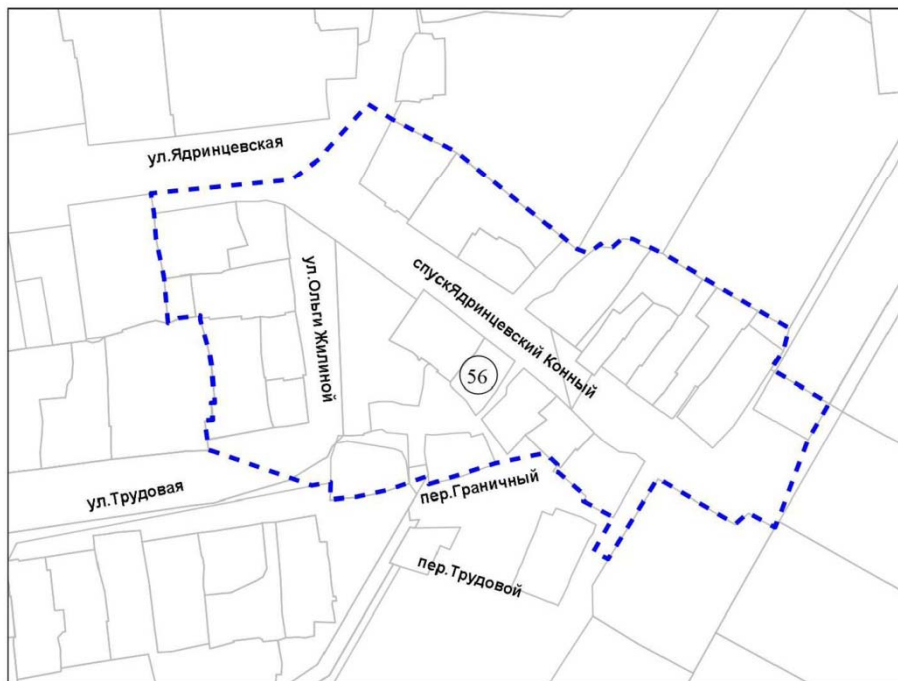 ул.Ядринцевская
спускЯдринцевский Конный
ул.Ольги Жилиной
56
ул.Трудовая
пер.Граничный
пер.Трудовой